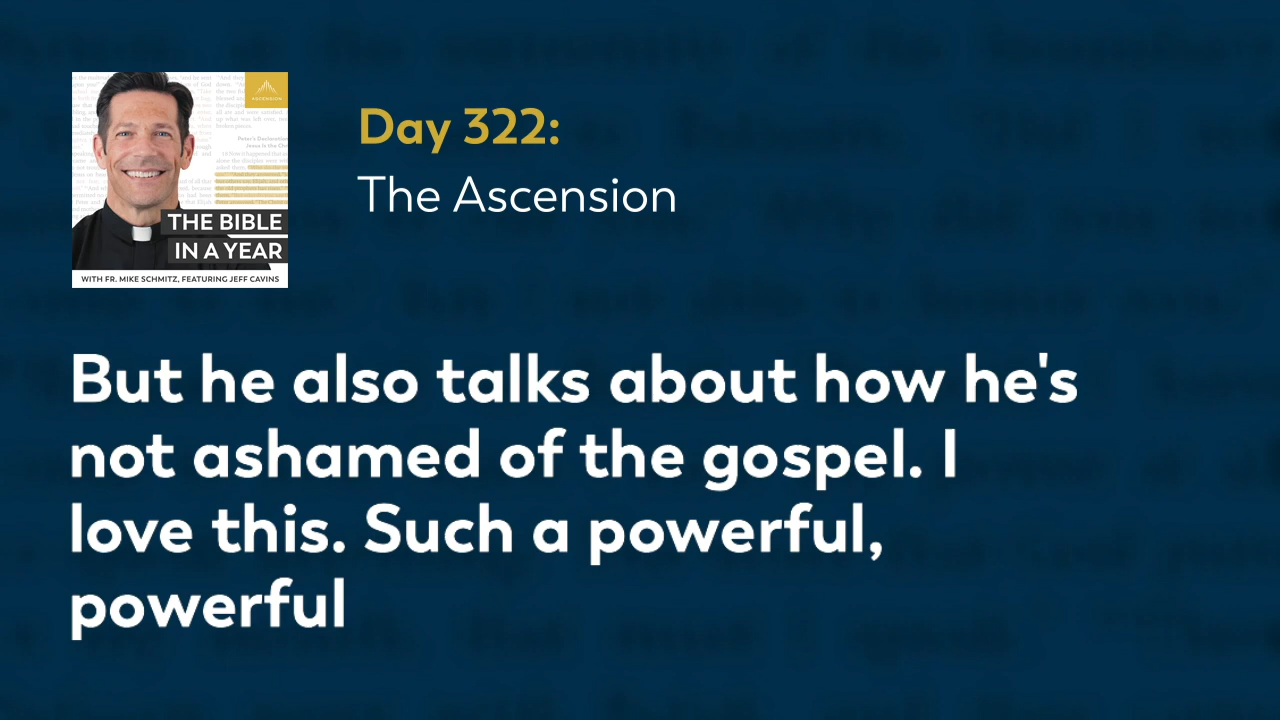 ASCENSION
THE BIBLE
IN A YEAR
WITH FR. MIKE SCHMITZ, FEATURING JEFF CAVINS
Day 322:
The Ascension
But he also talks about how he's
not ashamed of the gospel. I
love this. Such a powerful,
powerful